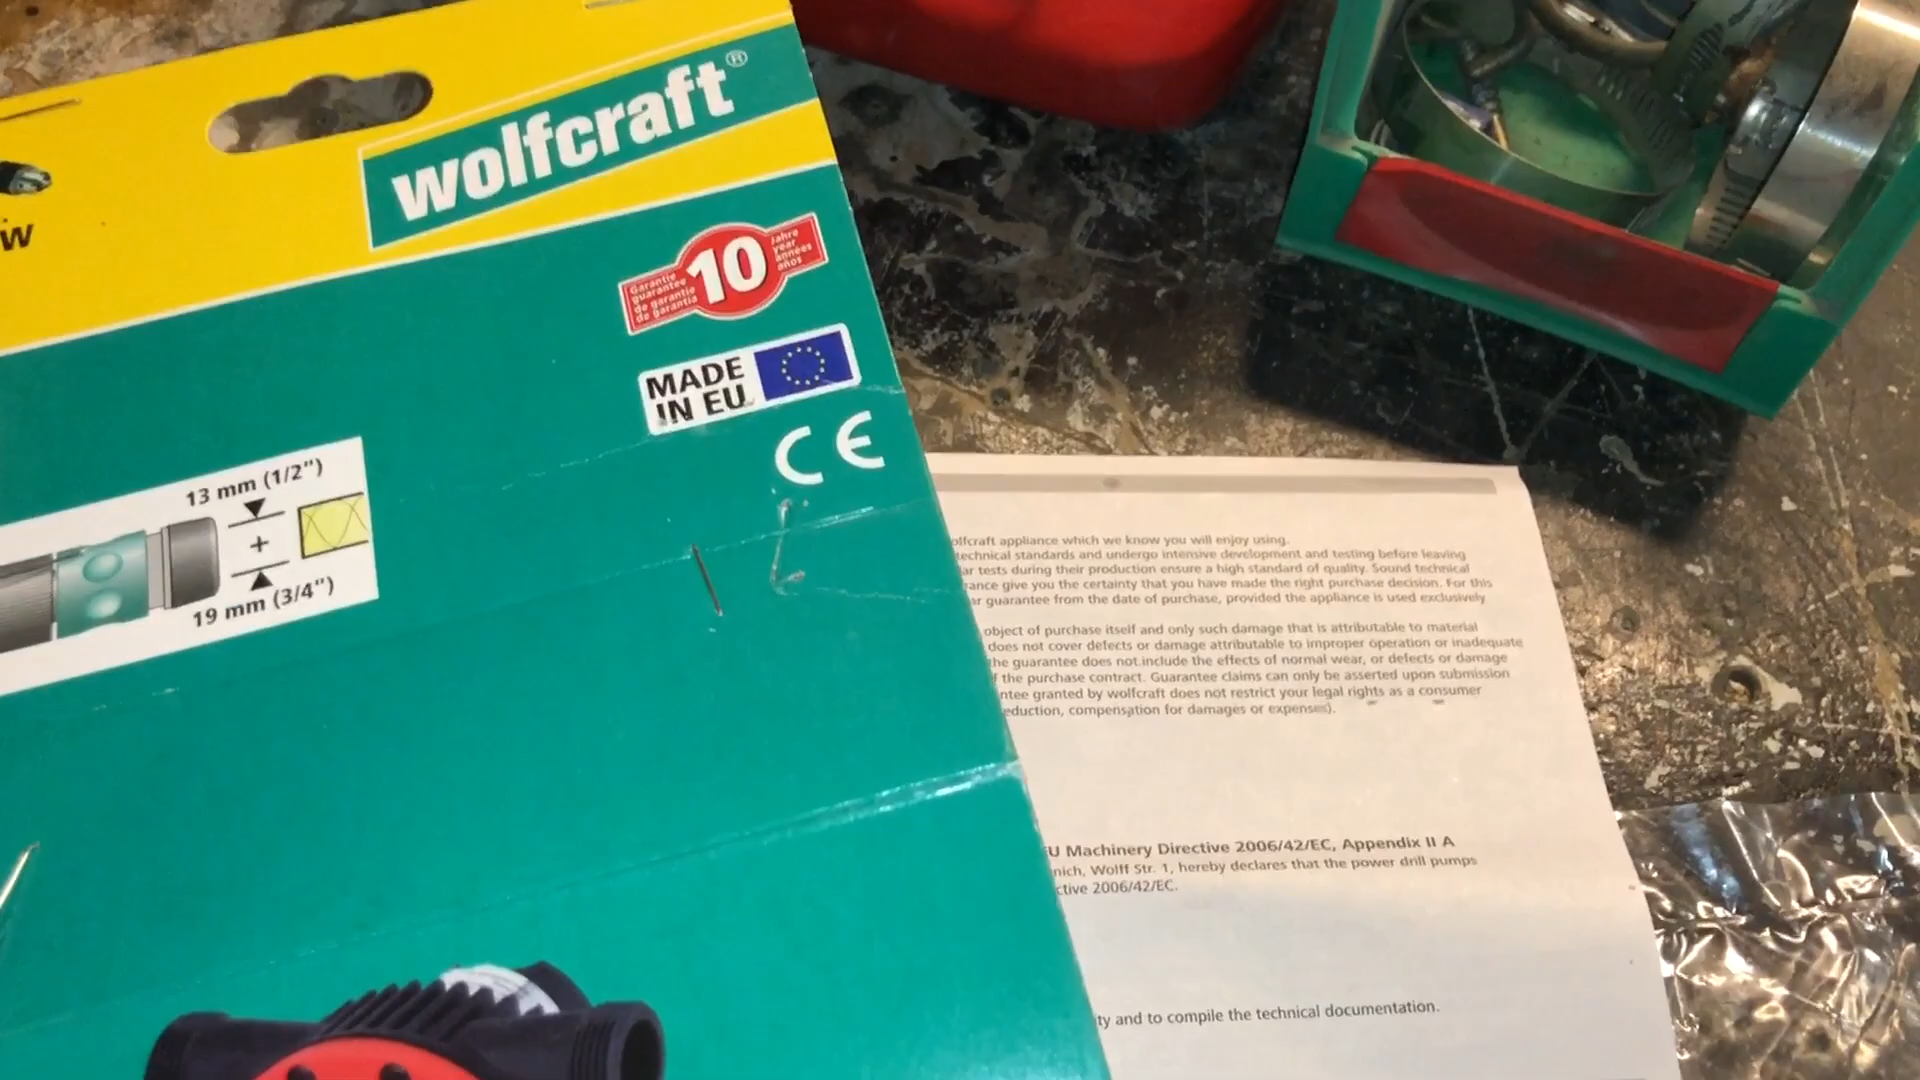 wolfcraft®
w
Garantie
guarantee
de garantie
de garantia
10
Jahre
year
années
años
MADE
IN EU
CE
13 mm (1/2")
+
19 mm (3/4")
olfcraft appliance which we know you will enjoy using.
technical standards and undergo intensive development and testing before leaving
ar tests during their production ensure a high standard of quality. Sound technical
ance give you the certainty that you have made the right purchase decision. For this
ar guarantee from the date of purchase, provided the appliance is used exclusively
object of purchase itself and only such damage that is attributable to material
does not cover defects or damage attributable to improper operation or inadequate
the guarantee does not include the effects of normal wear, or defects or damage
f the purchase contract. Guarantee claims can only be asserted upon submission
ntee granted by wolfcraft does not restrict your legal rights as a consumer
eduction, compensation for damages or expenses).
U Machinery Directive 2006/42/EC, Appendix II A
nich, Wolff Str. 1, hereby declares that the power drill pumps
ctive 2006/42/EC.
ty and to compile the technical documentation.